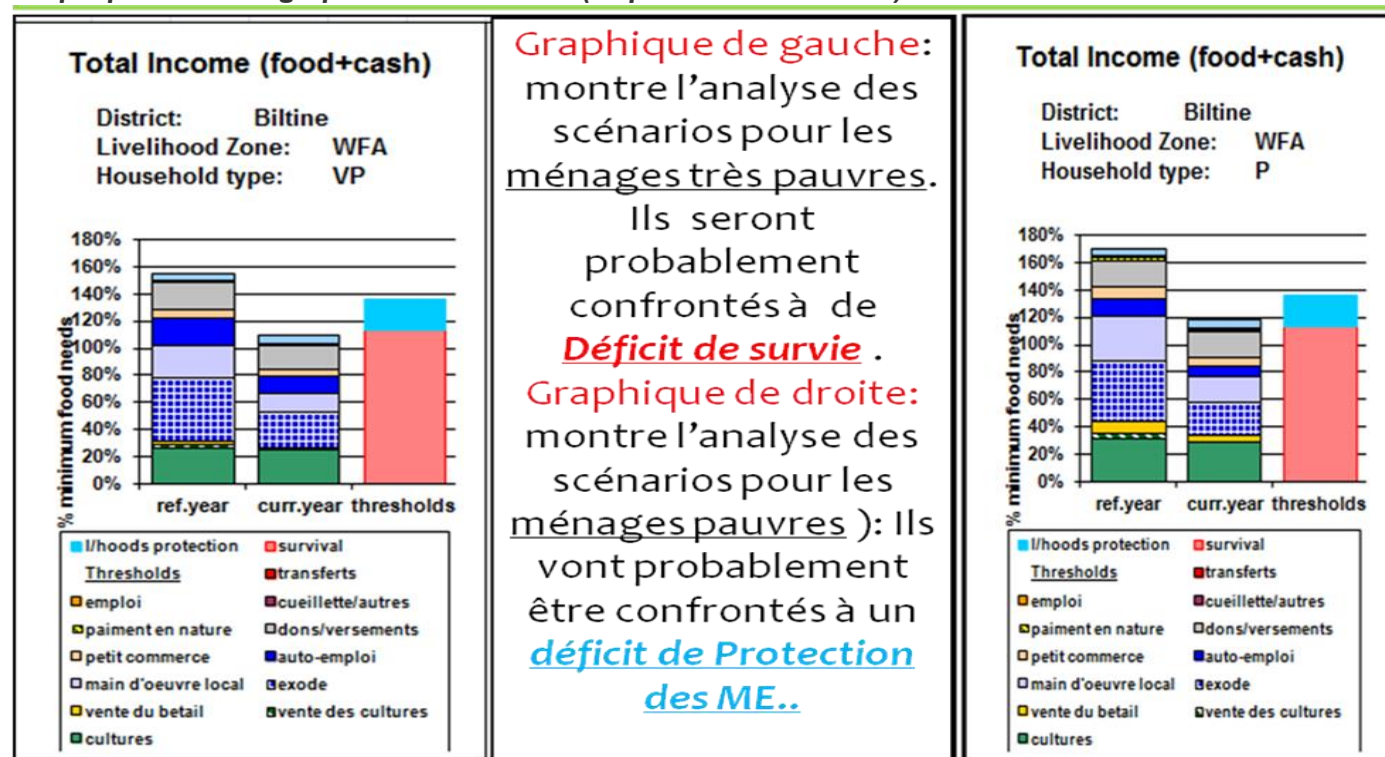 Total Income (food+cash)
District: Biltine
Livelihood Zone: WFA
Household type: VP
180%
160%
140%
120%
100%
80%
60%
40%
20%
0%
% minimum food needs
ref.year curr.year thresholds
l/hoods protection survival
Thresholds transferts
emploi cueillette/autres
paiment en nature dons/versements
petit commerce auto-emploi
main d'oeuvre local exode
vente du betail vente des cultures
cultures
Graphique de gauche:
montre l'analyse des
scénarios pour les
ménages très pauvres.
Ils seront
probablement
confrontés à de
Déficit de survie .
Graphique de droite:
montre l'analyse des
scénarios pour les
ménages pauvres ): Ils
vont probablement
être confrontés à un
déficit de Protection
des ME..
Total Income (food+cash)
District: Biltine
Livelihood Zone: WFA
Household type: P
180%
160%
140%
120%
100%
80%
60%
40%
20%
0%
% minimum food needs
ref.year curr.year thresholds
l/hoods protection survival
Thresholds transferts
emploi cueillette/autres
paiment en nature dons/versements
petit commerce auto-emploi
main d'oeuvre local exode
vente du betail vente des cultures
cultures